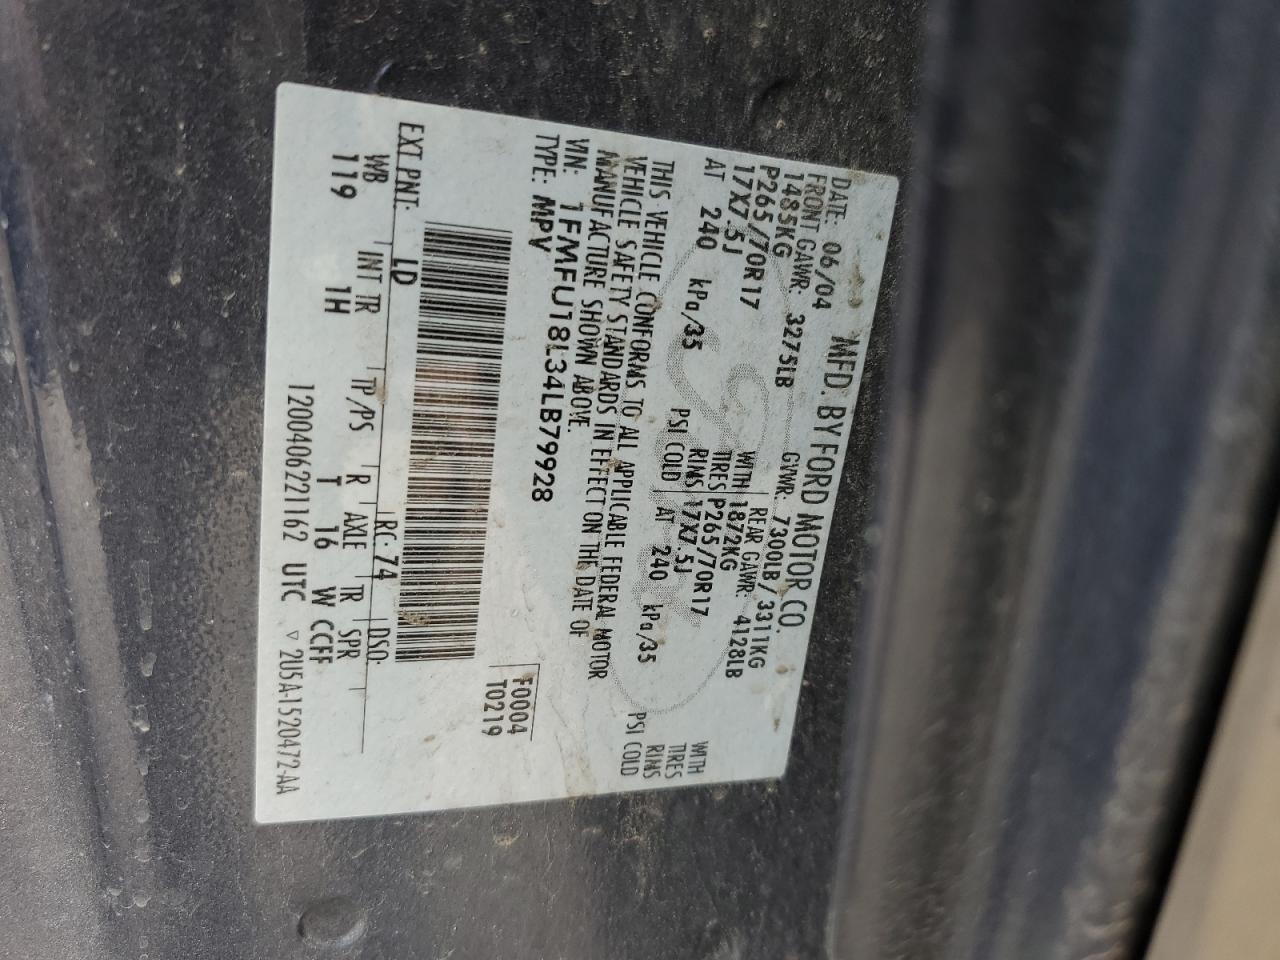 MFD. BY FORD MOTOR CO.
DATE: 06/04 GVWR: 7300LB/3311KG
FRONT GAWR: 3275LB REAR GAWR: 4128LB
1485KG WITH 1872KG WITH
P265/70R17 TIRES P265/70R17 TIRES
17X7.5J RIMS 17X7.5J RIMS
AT 240 kPa/35 PSI COLD AT 240 kPa/35 PSI COLD
THIS VEHICLE CONFORMS TO ALL APPLICABLE FEDERAL MOTOR
VEHICLE SAFETY STANDARDS IN EFFECT ON THE DATE OF
MANUFACTURE SHOWN ABOVE.
VIN: 1FMFU18L34LB79928
TYPE: MPV
F0004
T0219
EXT PNT: LD RC: 74 DSO:
WB INT TR TP/PS R AXLE TR SPR
119 1H T 16 W CCFF
12004062211162 UTC ▽ 2U5A-1520472-AA